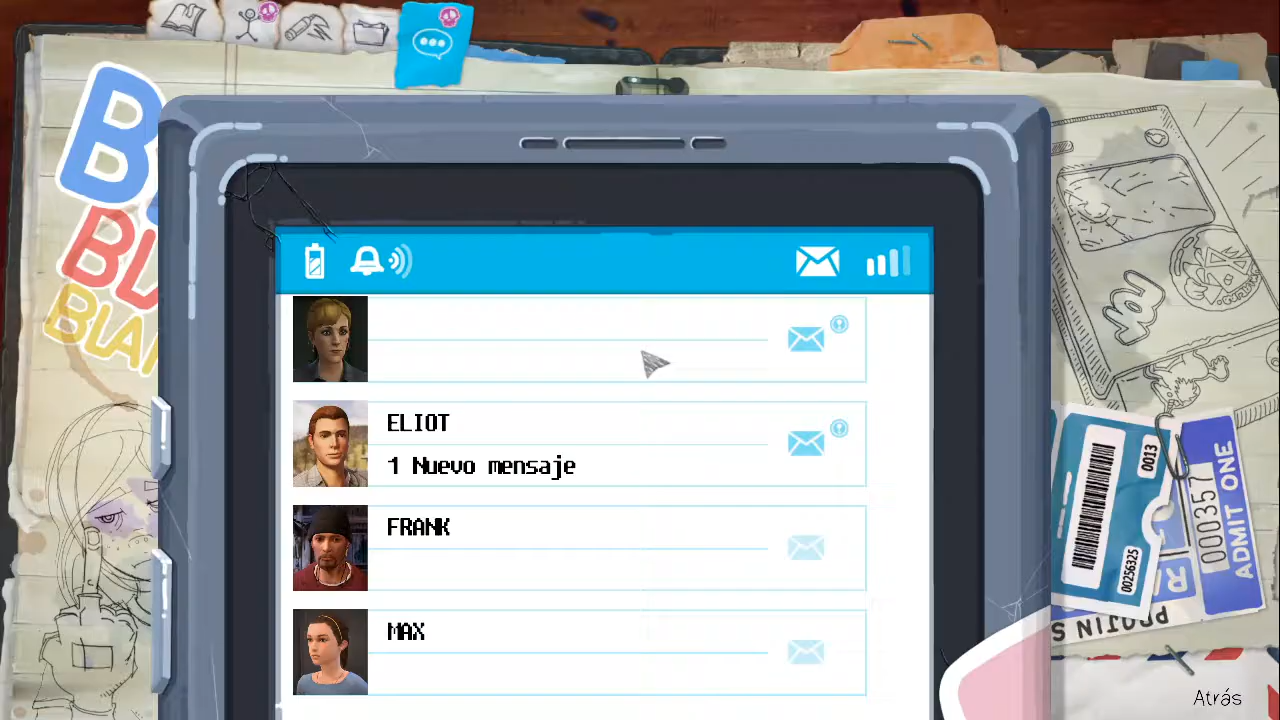 ELIOT
1 Nuevo mensaje
FRANK
MAX
0013
00256325
000357
ADMIT ONE
Atrás